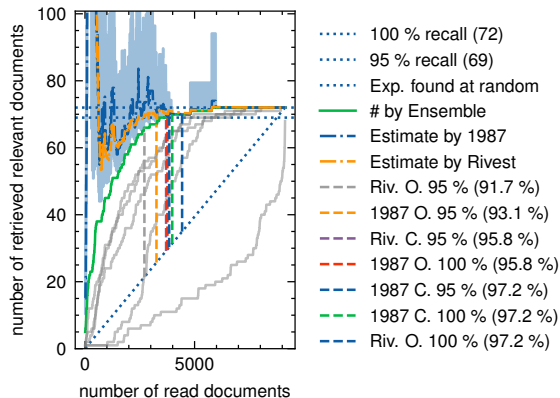 number of retrieved relevant documents
100
80
60
40
20
0
0
5000
number of read documents
100 % recall (72)
95 % recall (69)
Exp. found at random
# by Ensemble
Estimate by 1987
Estimate by Rivest
Riv. O. 95 % (91.7 %)
1987 O. 95 % (93.1 %)
Riv. C. 95 % (95.8 %)
1987 O. 100 % (95.8 %)
1987 C. 95 % (97.2 %)
1987 C. 100 % (97.2 %)
Riv. O. 100 % (97.2 %)